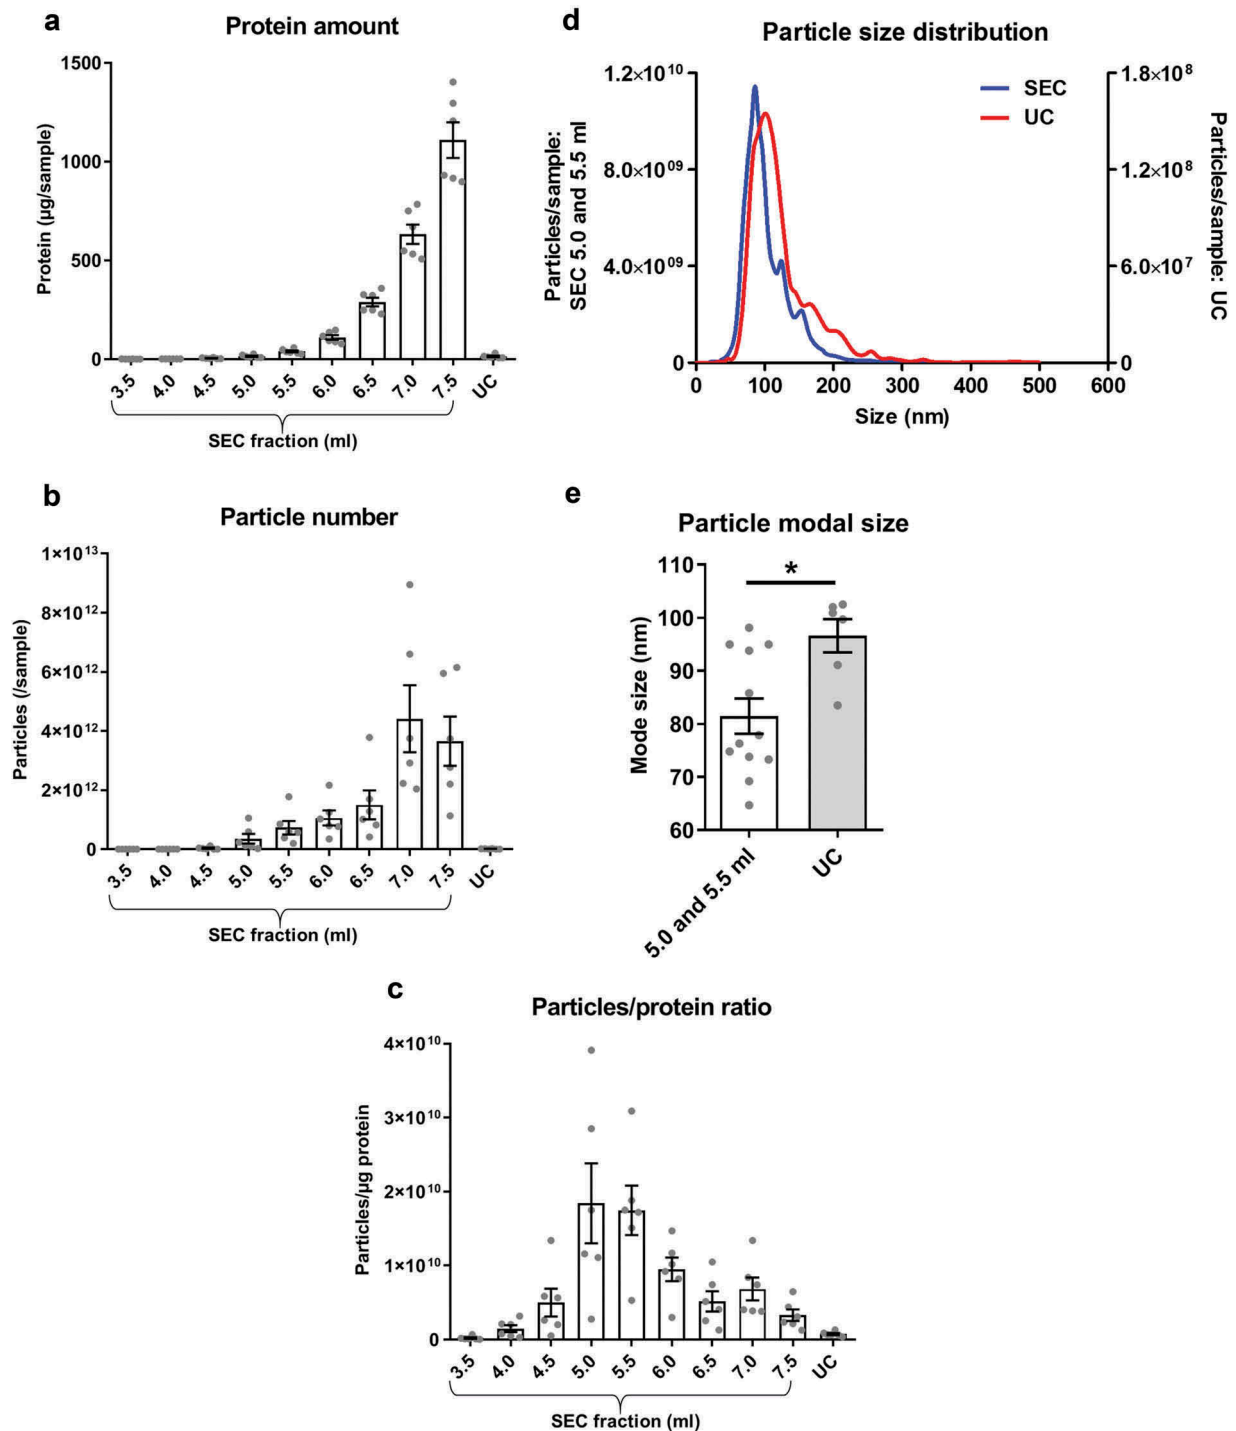 a
Protein amount
Protein (µg/sample)
1500
1000
500
0
3.5 4.0 4.5 5.0 5.5 6.0 6.5 7.0 7.5 UC
SEC fraction (ml)
d
Particle size distribution
Particles/sample:
SEC 5.0 and 5.5 ml
1.2×10¹⁰
8.0×10⁰⁹
4.0×10⁰⁹
0
SEC
UC
1.8×10⁸
1.2×10⁸
6.0×10⁷
0
Particles/sample: UC
0 100 200 300 400 500 600
Size (nm)
b
Particle number
Particles (/sample)
1×10¹³
8×10¹²
6×10¹²
4×10¹²
2×10¹²
0
3.5 4.0 4.5 5.0 5.5 6.0 6.5 7.0 7.5 UC
SEC fraction (ml)
e
Particle modal size
Mode size (nm)
110
100
90
80
70
60
*
5.0 and 5.5 ml UC
c
Particles/protein ratio
Particles/µg protein
4×10¹⁰
3×10¹⁰
2×10¹⁰
1×10¹⁰
0
3.5 4.0 4.5 5.0 5.5 6.0 6.5 7.0 7.5 UC
SEC fraction (ml)